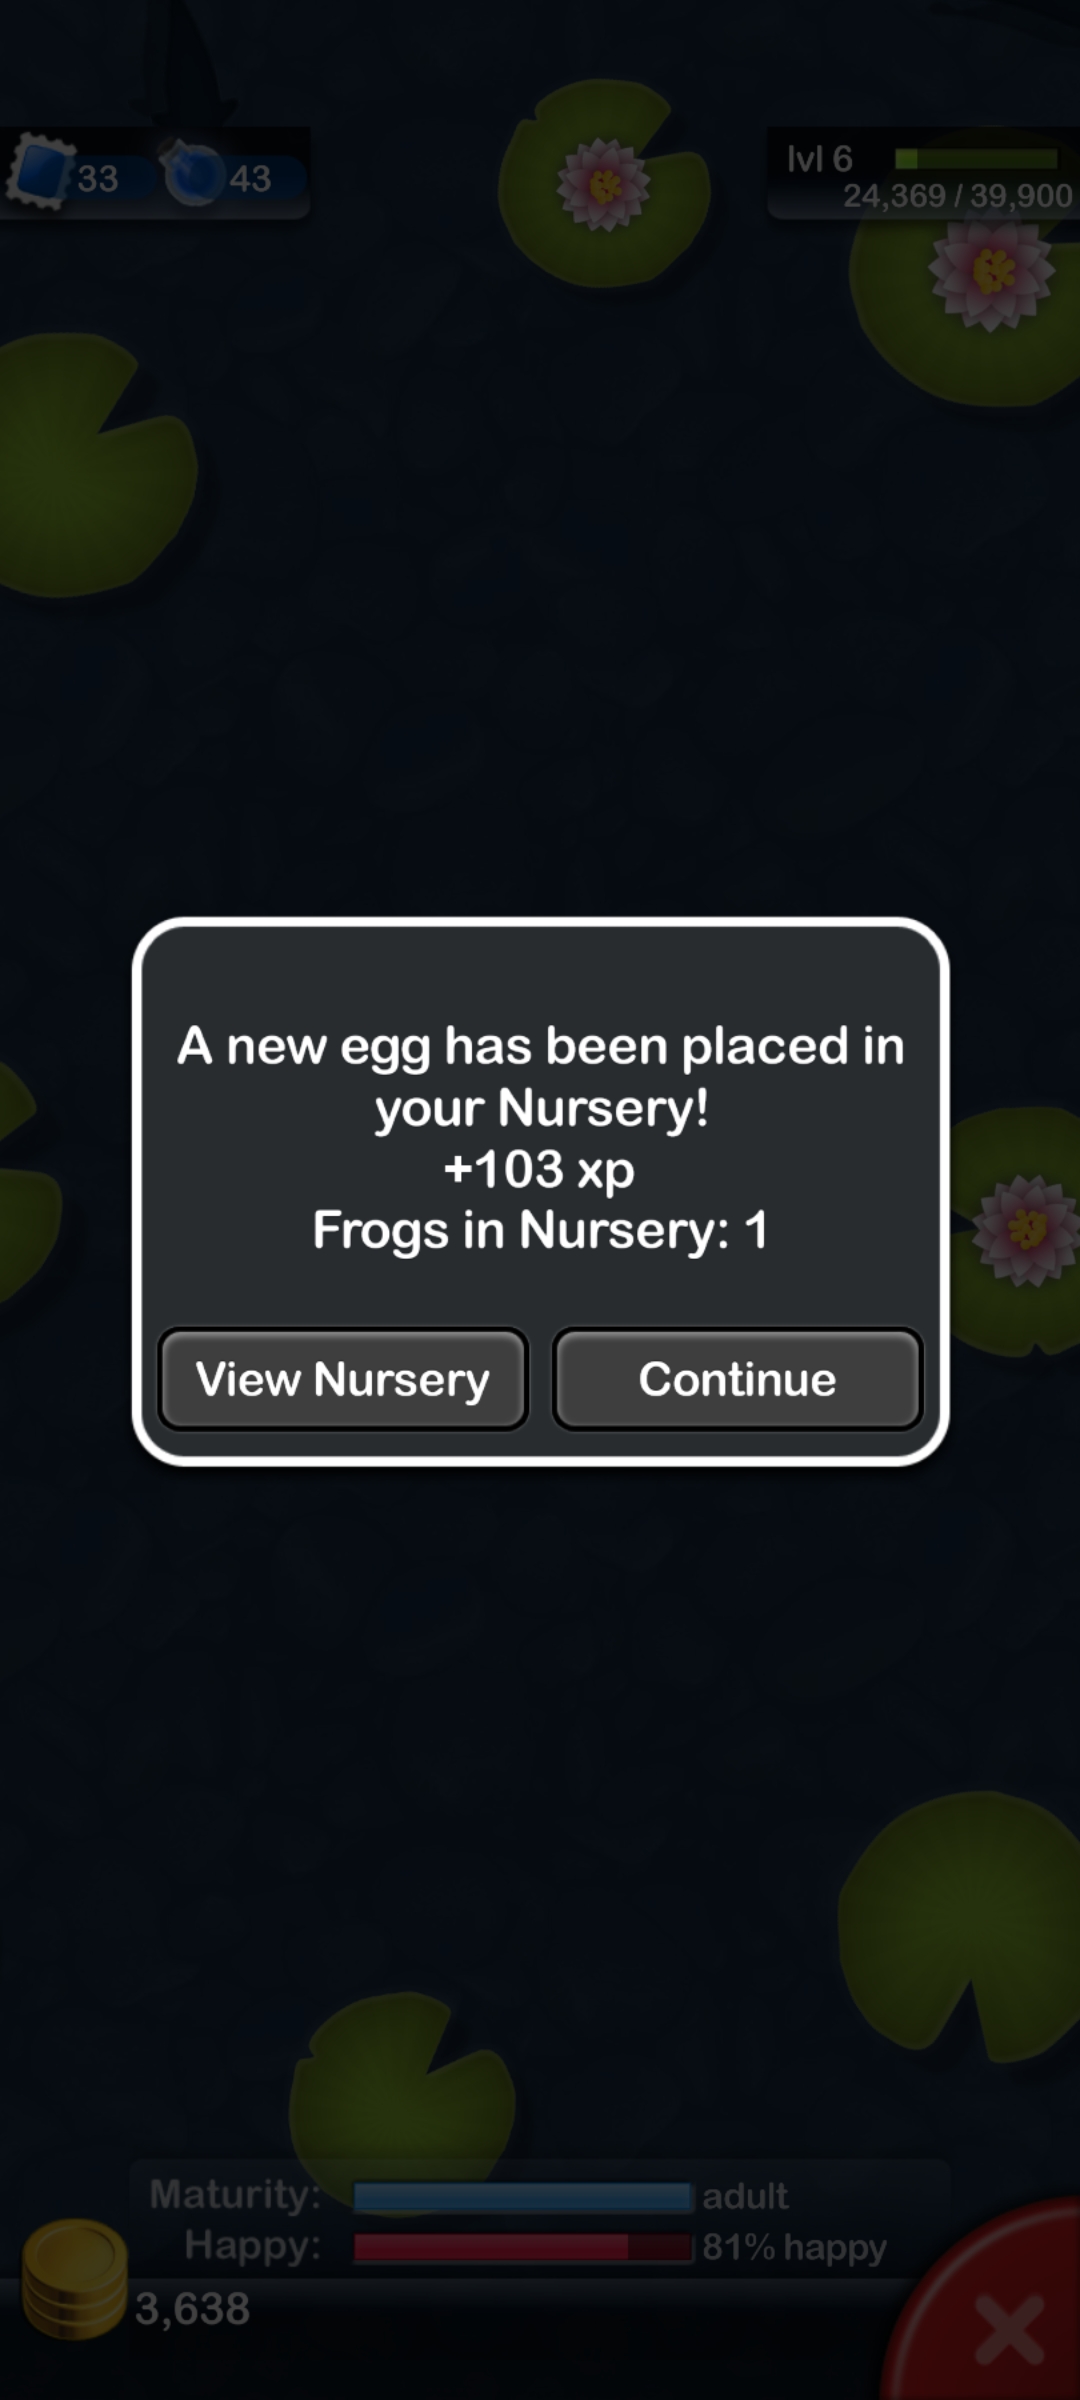 33
43
lvl 6
24,369 / 39,900
A new egg has been placed in
your Nursery!
+103 xp
Frogs in Nursery: 1
View Nursery
Continue
Maturity:
adult
Happy:
81% happy
3,638